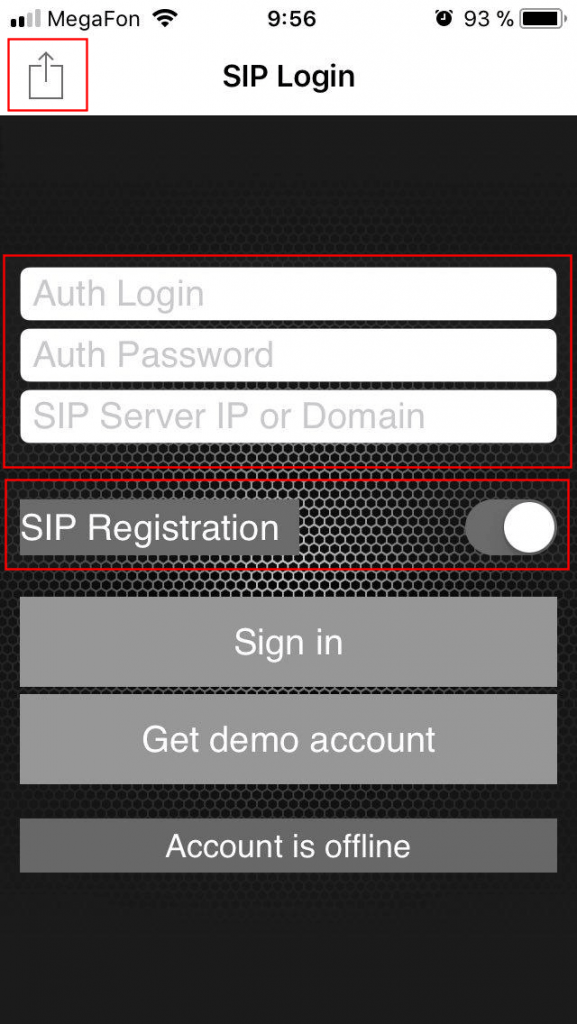 MegaFon 9:56 93 %
SIP Login
Auth Login
Auth Password
SIP Server IP or Domain
SIP Registration
Sign in
Get demo account
Account is offline